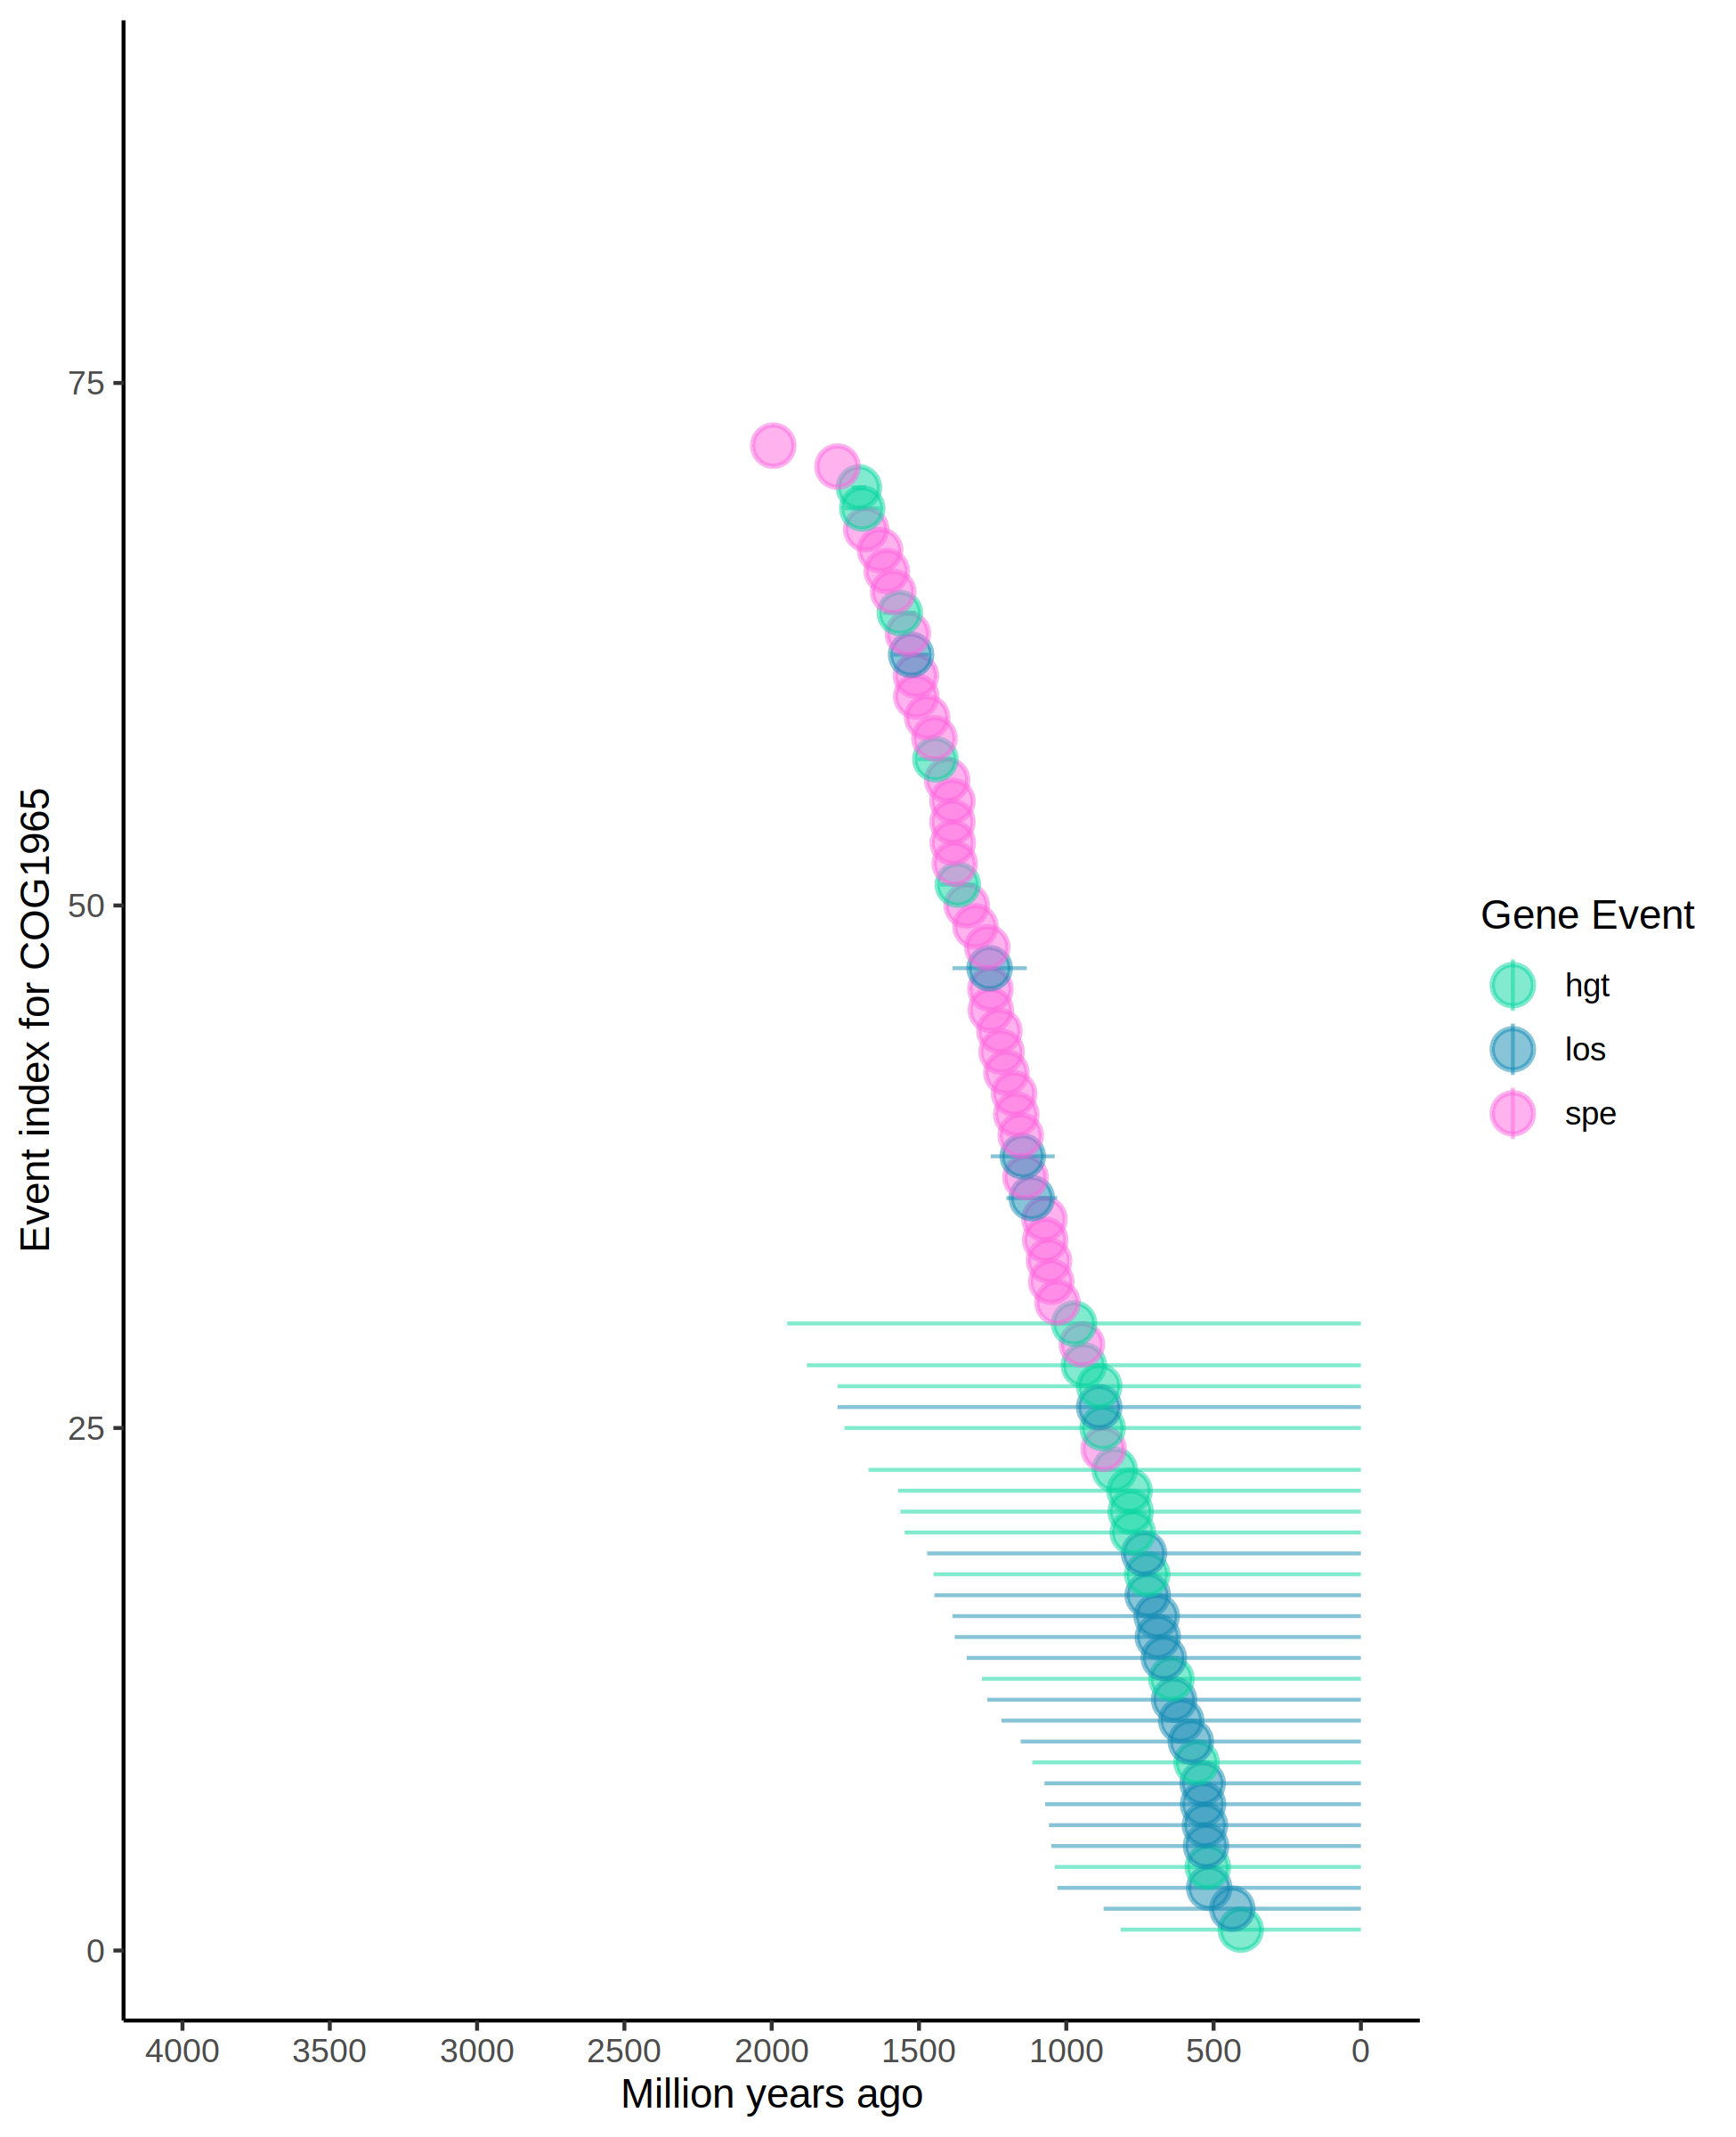 Event index for COG1965
75
50
25
0
4000 3500 3000 2500 2000 1500 1000 500 0
Million years ago
Gene Event
hgt
los
spe